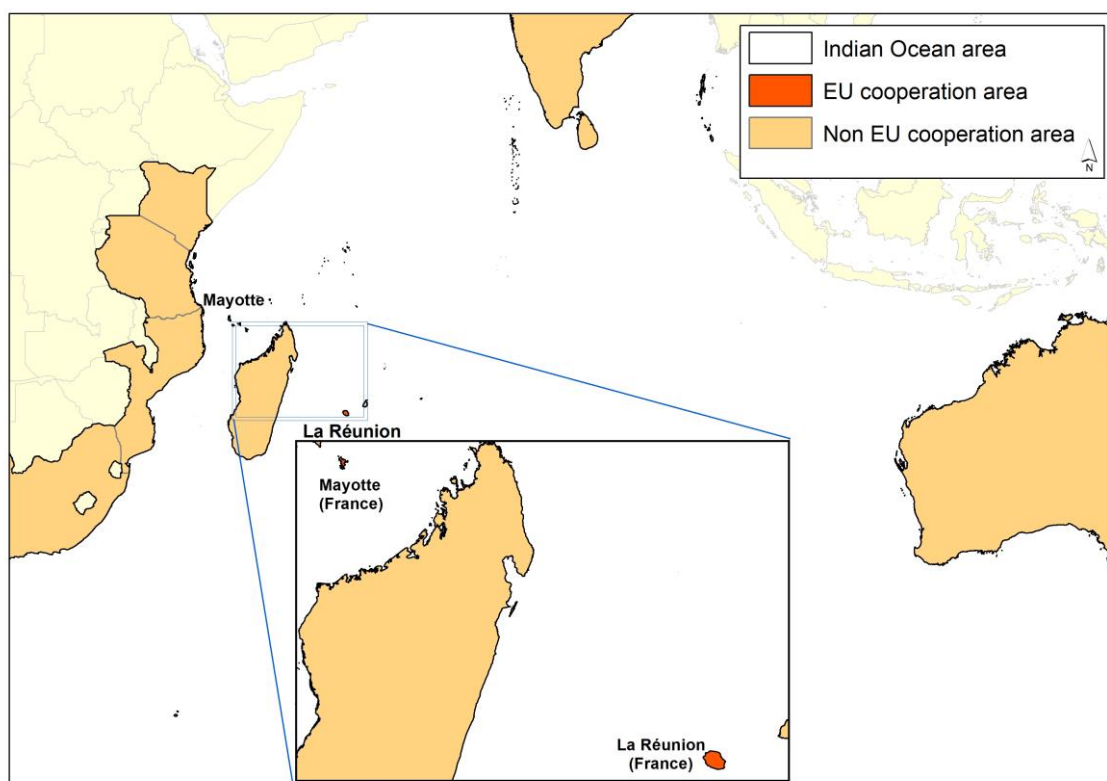 Indian Ocean area
EU cooperation area
Non EU cooperation area
N
Mayotte
La Réunion
Mayotte
(France)
La Réunion
(France)